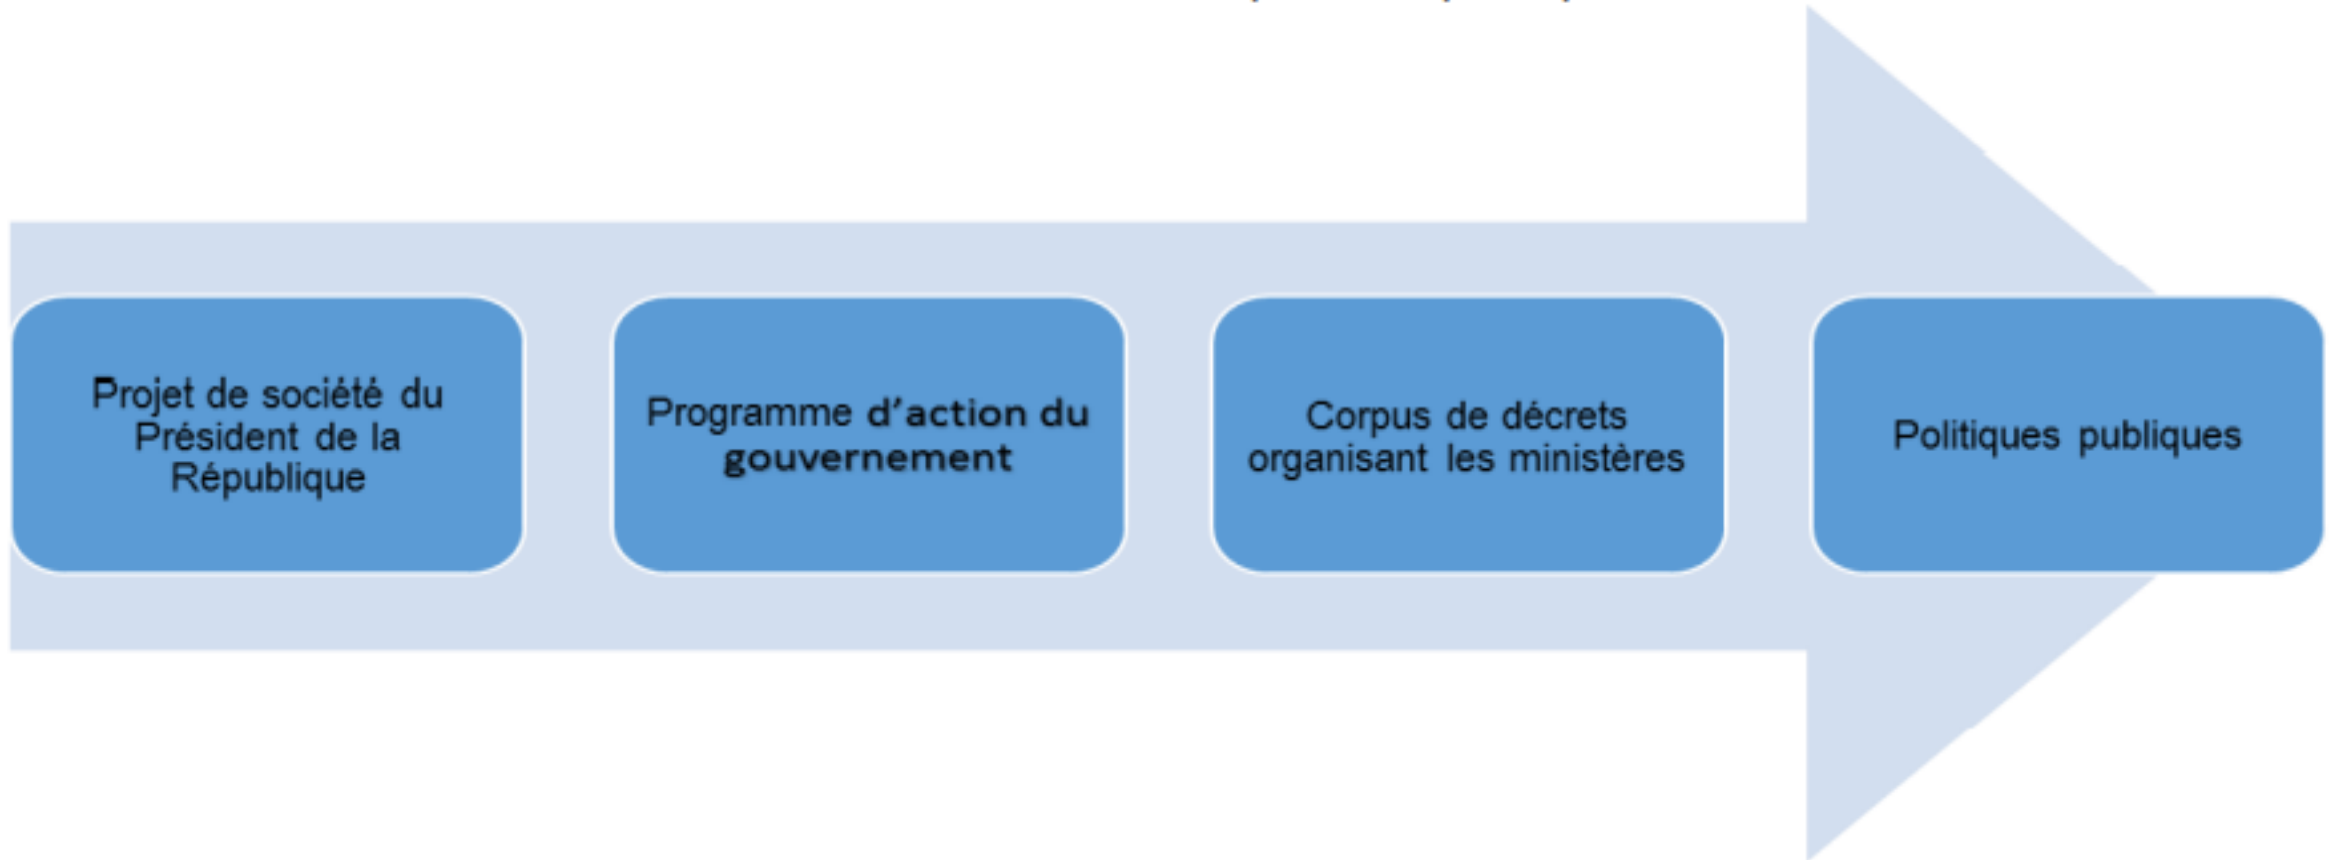 Projet de société du
Président de la
République
Programme d’action du
gouvernement
Corpus de décrets
organisant les ministères
Politiques publiques